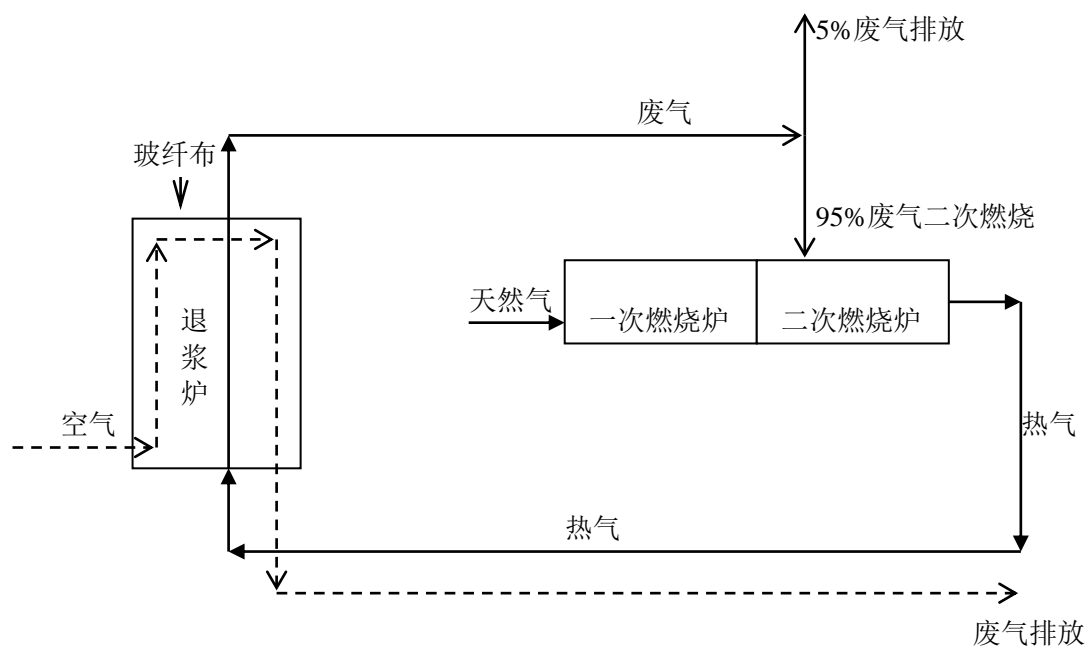 5%废气排放
废气
玻纤布
95%废气二次燃烧
天然气
一次燃烧炉
二次燃烧炉
退
浆
炉
空气
热气
热气
废气排放